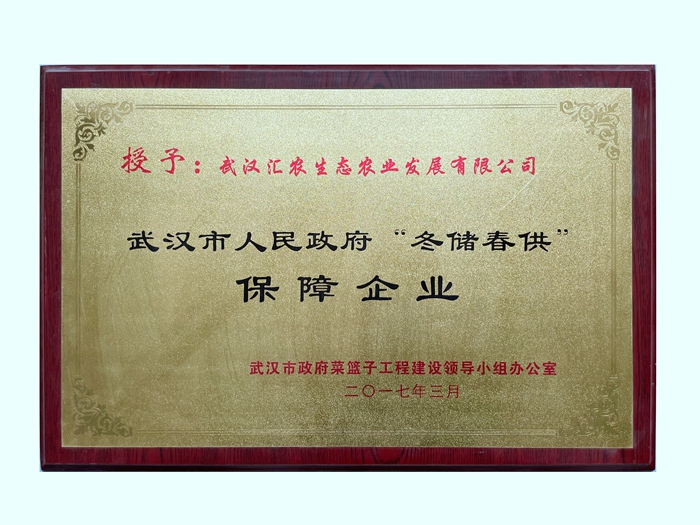 授予：武汉汇农生态农业发展有限公司
武汉市人民政府“冬储春供”
保障企业
武汉市政府菜篮子工程建设领导小组办公室
二〇一七年三月